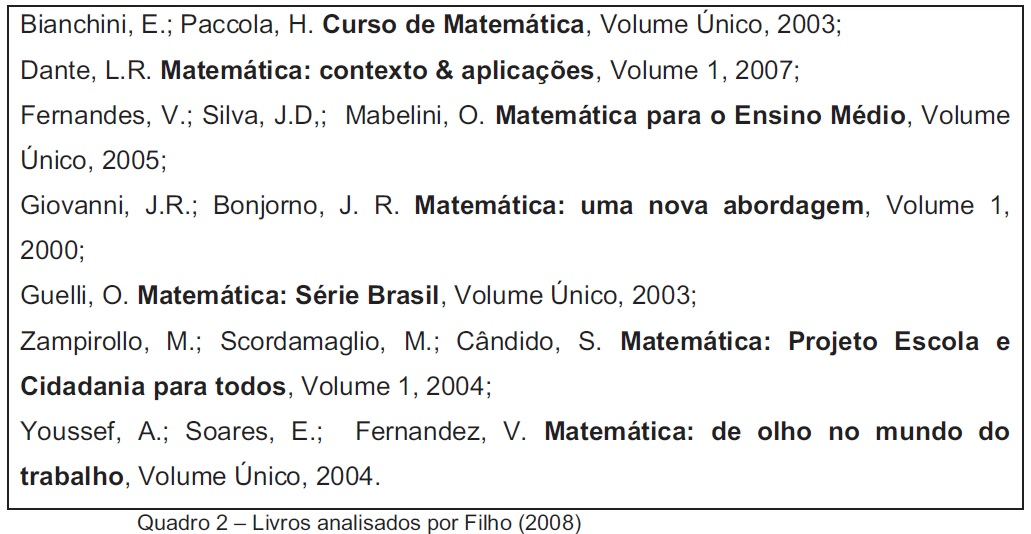 Bianchini, E.; Paccola, H. Curso de Matemática, Volume Único, 2003;
Dante, L.R. Matemática: contexto & aplicações, Volume 1, 2007;
Fernandes, V.; Silva, J.D,; Mabelini, O. Matemática para o Ensino Médio, Volume
Único, 2005;
Giovanni, J.R.; Bonjorno, J. R. Matemática: uma nova abordagem, Volume 1,
2000;
Guelli, O. Matemática: Série Brasil, Volume Único, 2003;
Zampirollo, M.; Scordamaglio, M.; Cândido, S. Matemática: Projeto Escola e
Cidadania para todos, Volume 1, 2004;
Youssef, A.; Soares, E.; Fernandez, V. Matemática: de olho no mundo do
trabalho, Volume Único, 2004.
Quadro 2 – Livros analisados por Filho (2008)